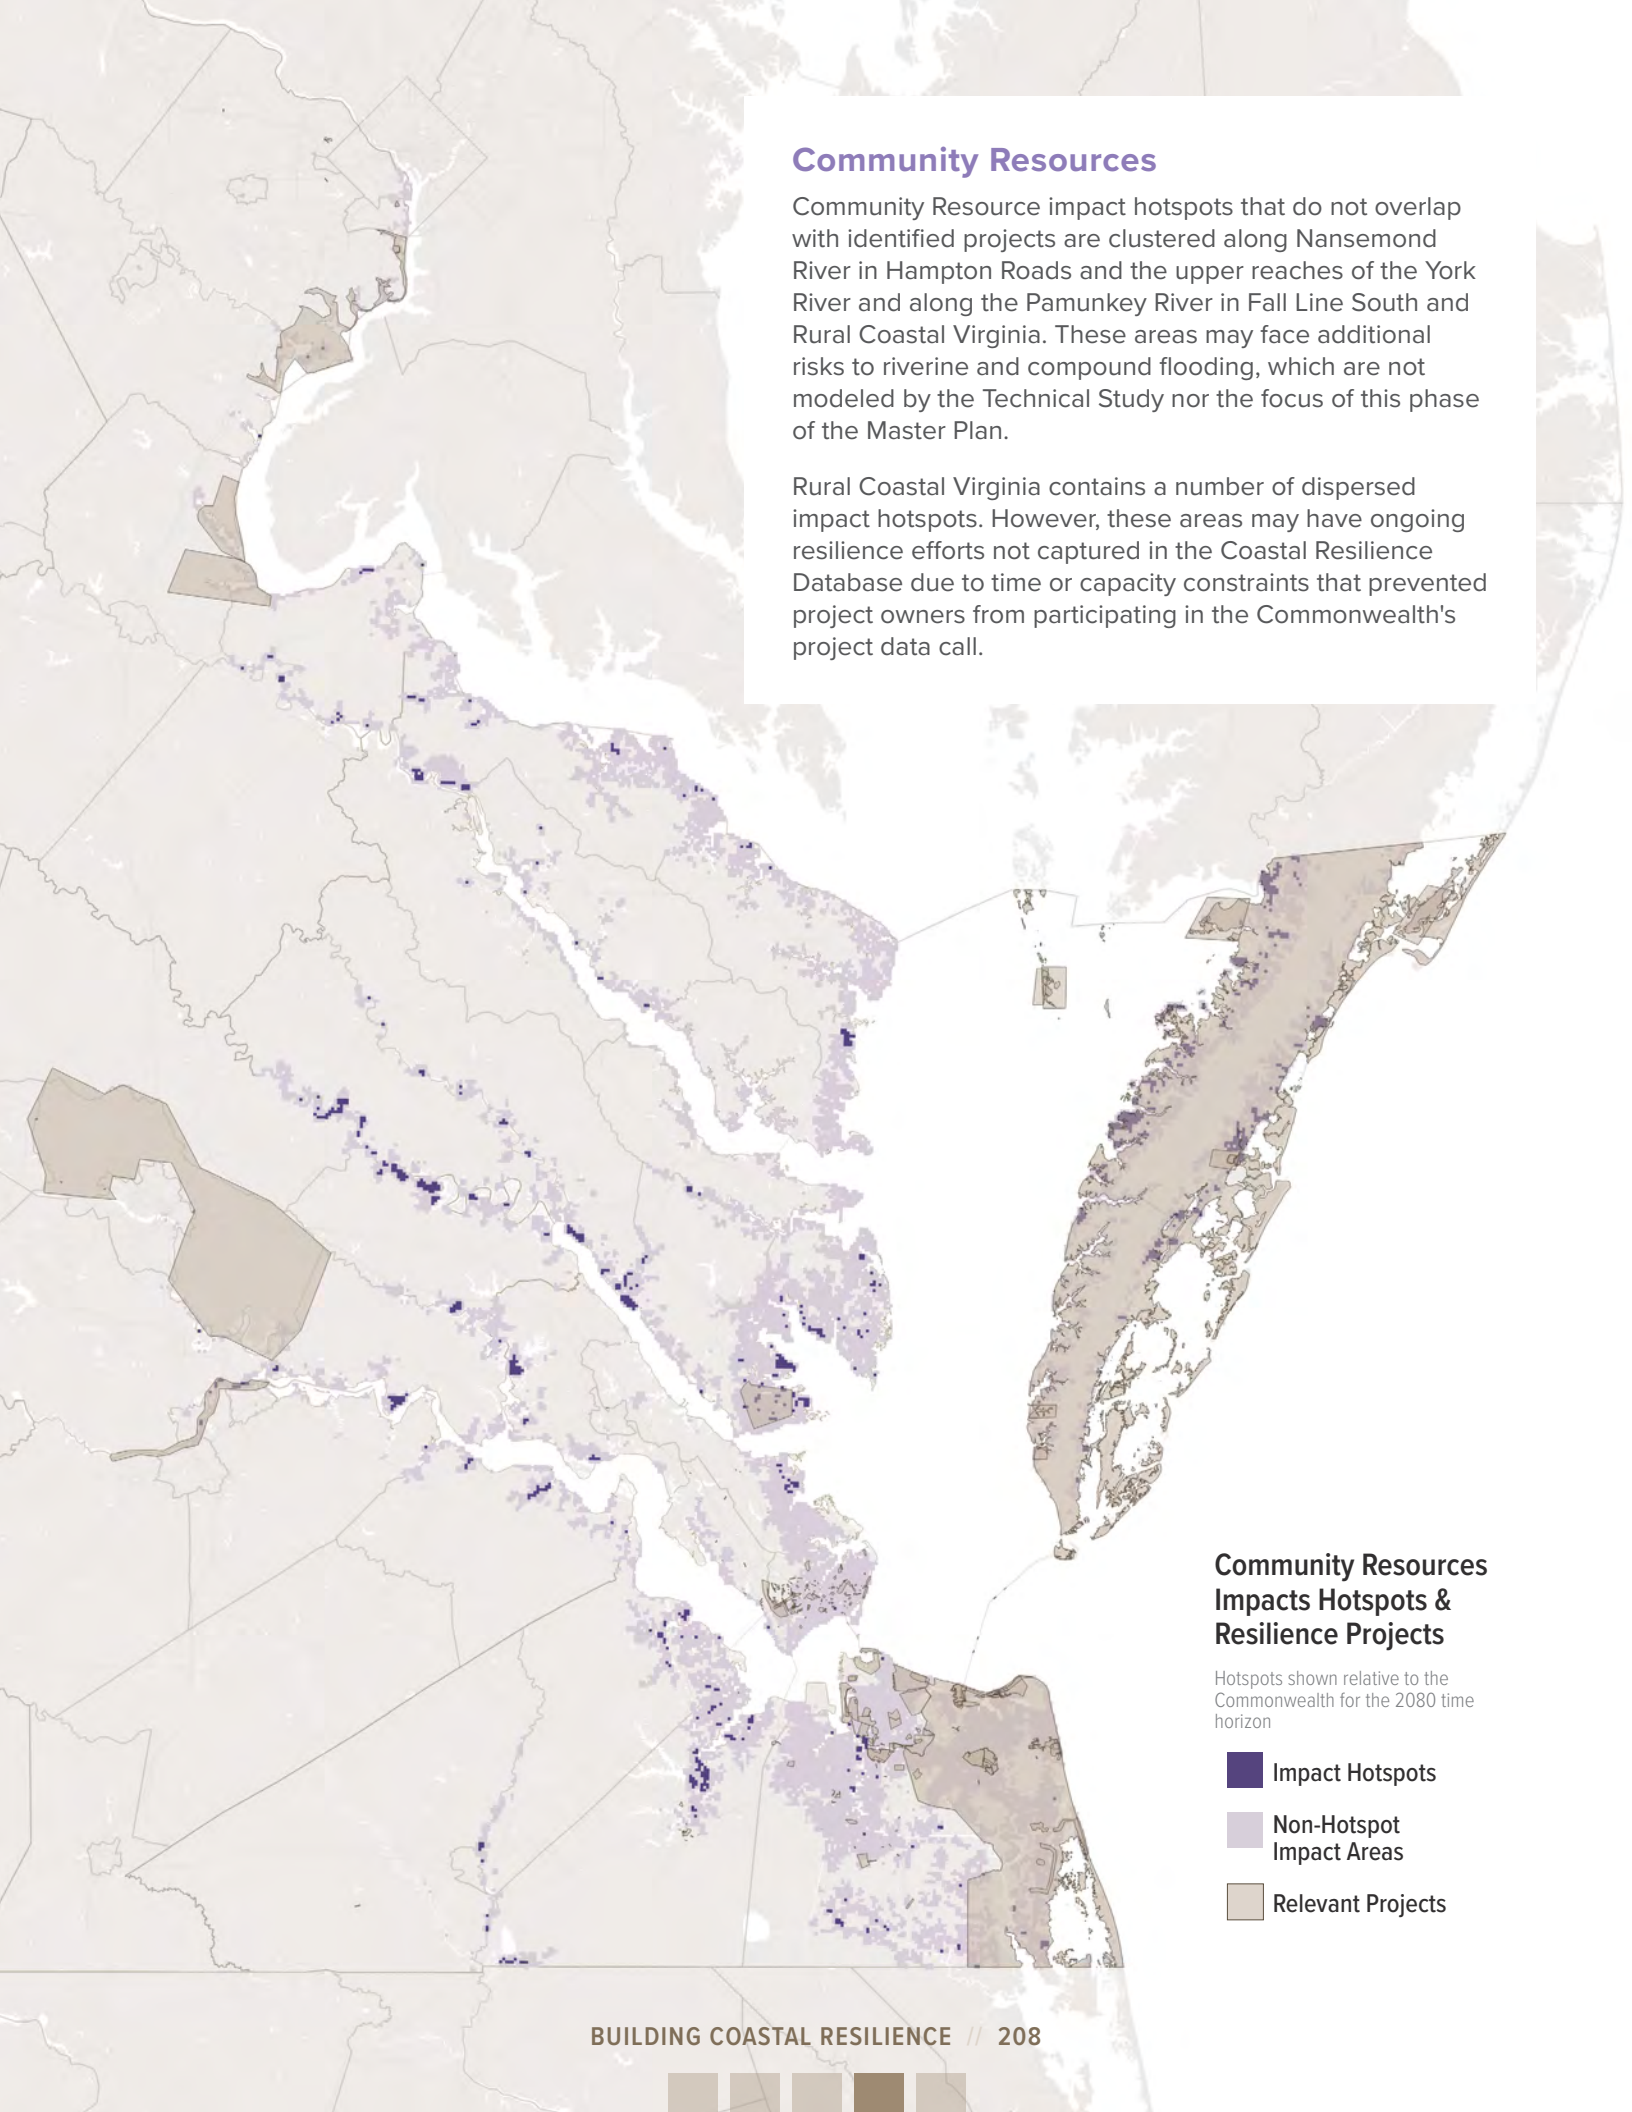 Community Resources
Community Resource impact hotspots that do not overlap
with identified projects are clustered along Nansemond
River in Hampton Roads and the upper reaches of the York
River and along the Pamunkey River in Fall Line South and
Rural Coastal Virginia. These areas may face additional
risks to riverine and compound flooding, which are not
modeled by the Technical Study nor the focus of this phase
of the Master Plan.
Rural Coastal Virginia contains a number of dispersed
impact hotspots. However, these areas may have ongoing
resilience efforts not captured in the Coastal Resilience
Database due to time or capacity constraints that prevented
project owners from participating in the Commonwealth's
project data call.
Community Resources
Impacts Hotspots &
Resilience Projects
Hotspots shown relative to the
Commonwealth for the 2080 time
horizon
Impact Hotspots
Non-Hotspot
Impact Areas
Relevant Projects
BUILDING COASTAL RESILIENCE // 208